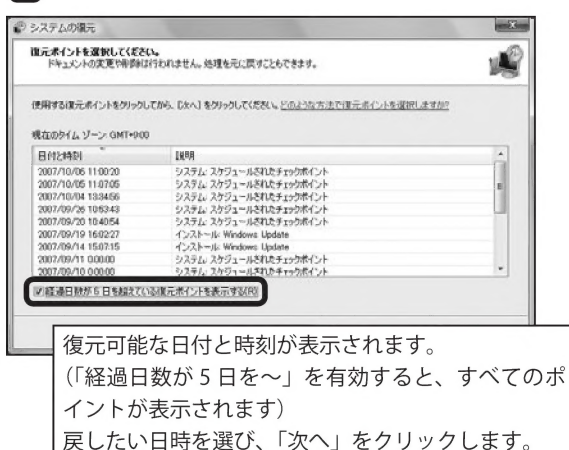 システムの復元
復元ポイントを選択してください。
ドキュメントの変更や削除は行われません。処理を元に戻すこともできます。
使用する復元ポイントをクリックしてから、[次へ] をクリックしてください。どのような方法で復元ポイントを選択しますか?
現在のタイム ゾーン: GMT+9:00
日付と時刻 説明
2007/10/06 11:00:20 システム: スケジュールされたチェックポイント
2007/10/05 11:07:05 システム: スケジュールされたチェックポイント
2007/10/04 13:34:56 システム: スケジュールされたチェックポイント
2007/09/26 10:53:43 システム: スケジュールされたチェックポイント
2007/09/20 10:40:54 システム: スケジュールされたチェックポイント
2007/09/19 16:02:27 インストール: Windows Update
2007/09/14 15:07:15 インストール: Windows Update
2007/09/11 0:00:00 システム: スケジュールされたチェックポイント
2007/09/10 0:00:00 システム: スケジュールされたチェックポイント
経過日数が 5 日を超えている復元ポイントを表示する(R)
復元可能な日付と時刻が表示されます。
(「経過日数が 5 日を～」を有効すると、すべてのポ
イントが表示されます)
戻したい日時を選び、「次へ」をクリックします。